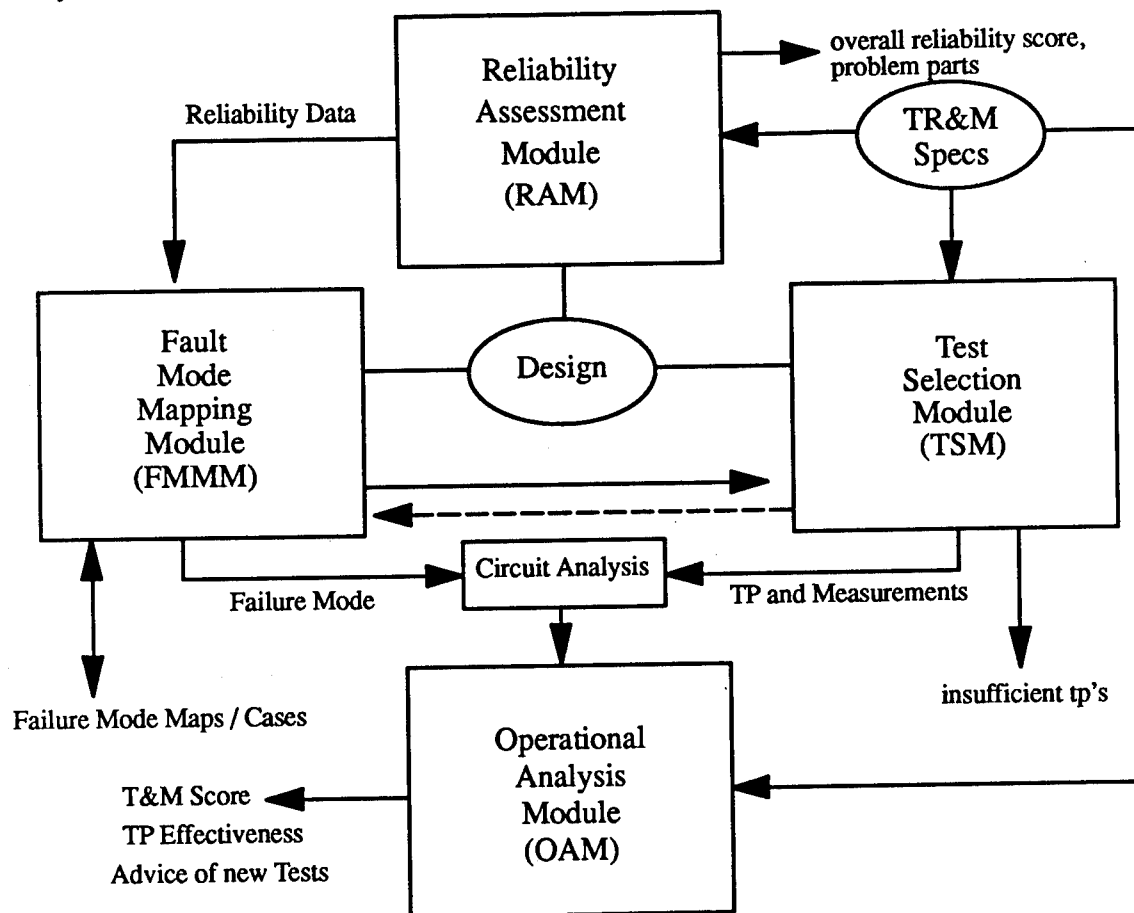 overall reliability score,
problem parts
Reliability
Assessment
Module
(RAM)
Reliability Data
TR&M
Specs
Fault
Mode
Mapping
Module
(FMMM)
Design
Test
Selection
Module
(TSM)
Circuit Analysis
Failure Mode
TP and Measurements
insufficient tp's
Failure Mode Maps / Cases
Operational
Analysis
Module
(OAM)
T&M Score
TP Effectiveness
Advice of new Tests